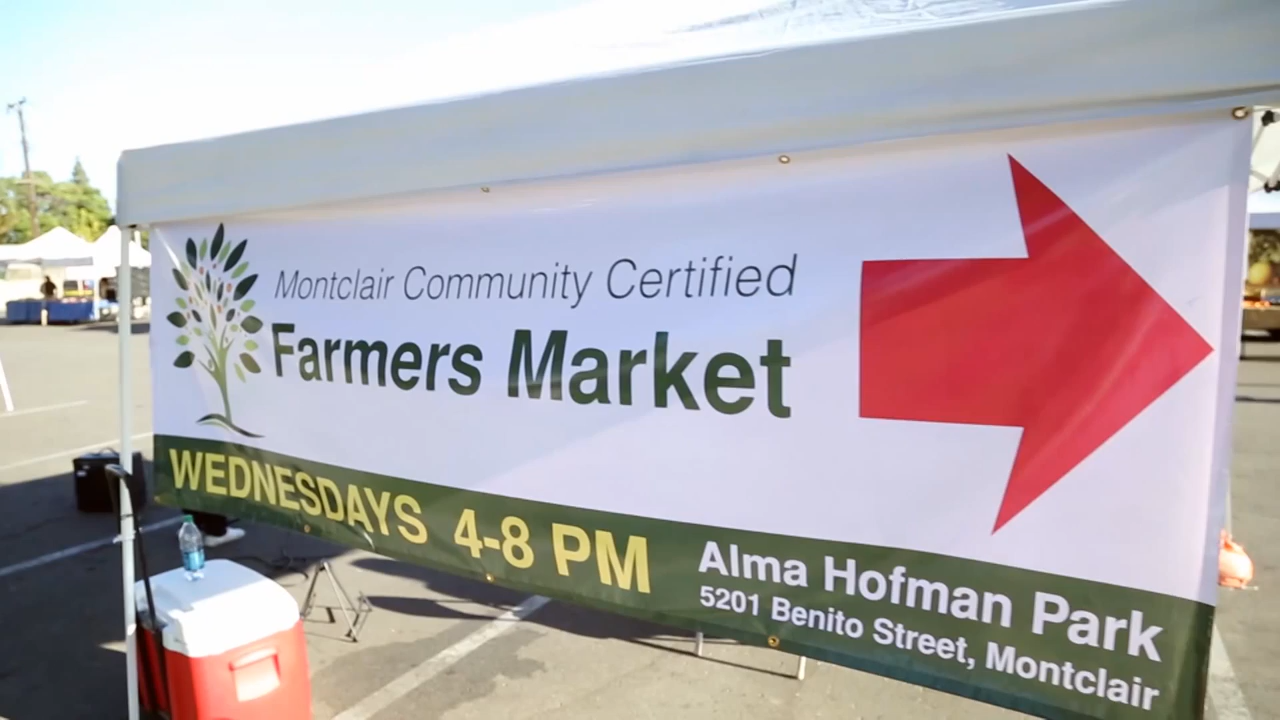 Montclair Community Certified
Farmers Market
WEDNESDAYS 4-8 PM
Alma Hofman Park
5201 Benito Street, Montclair